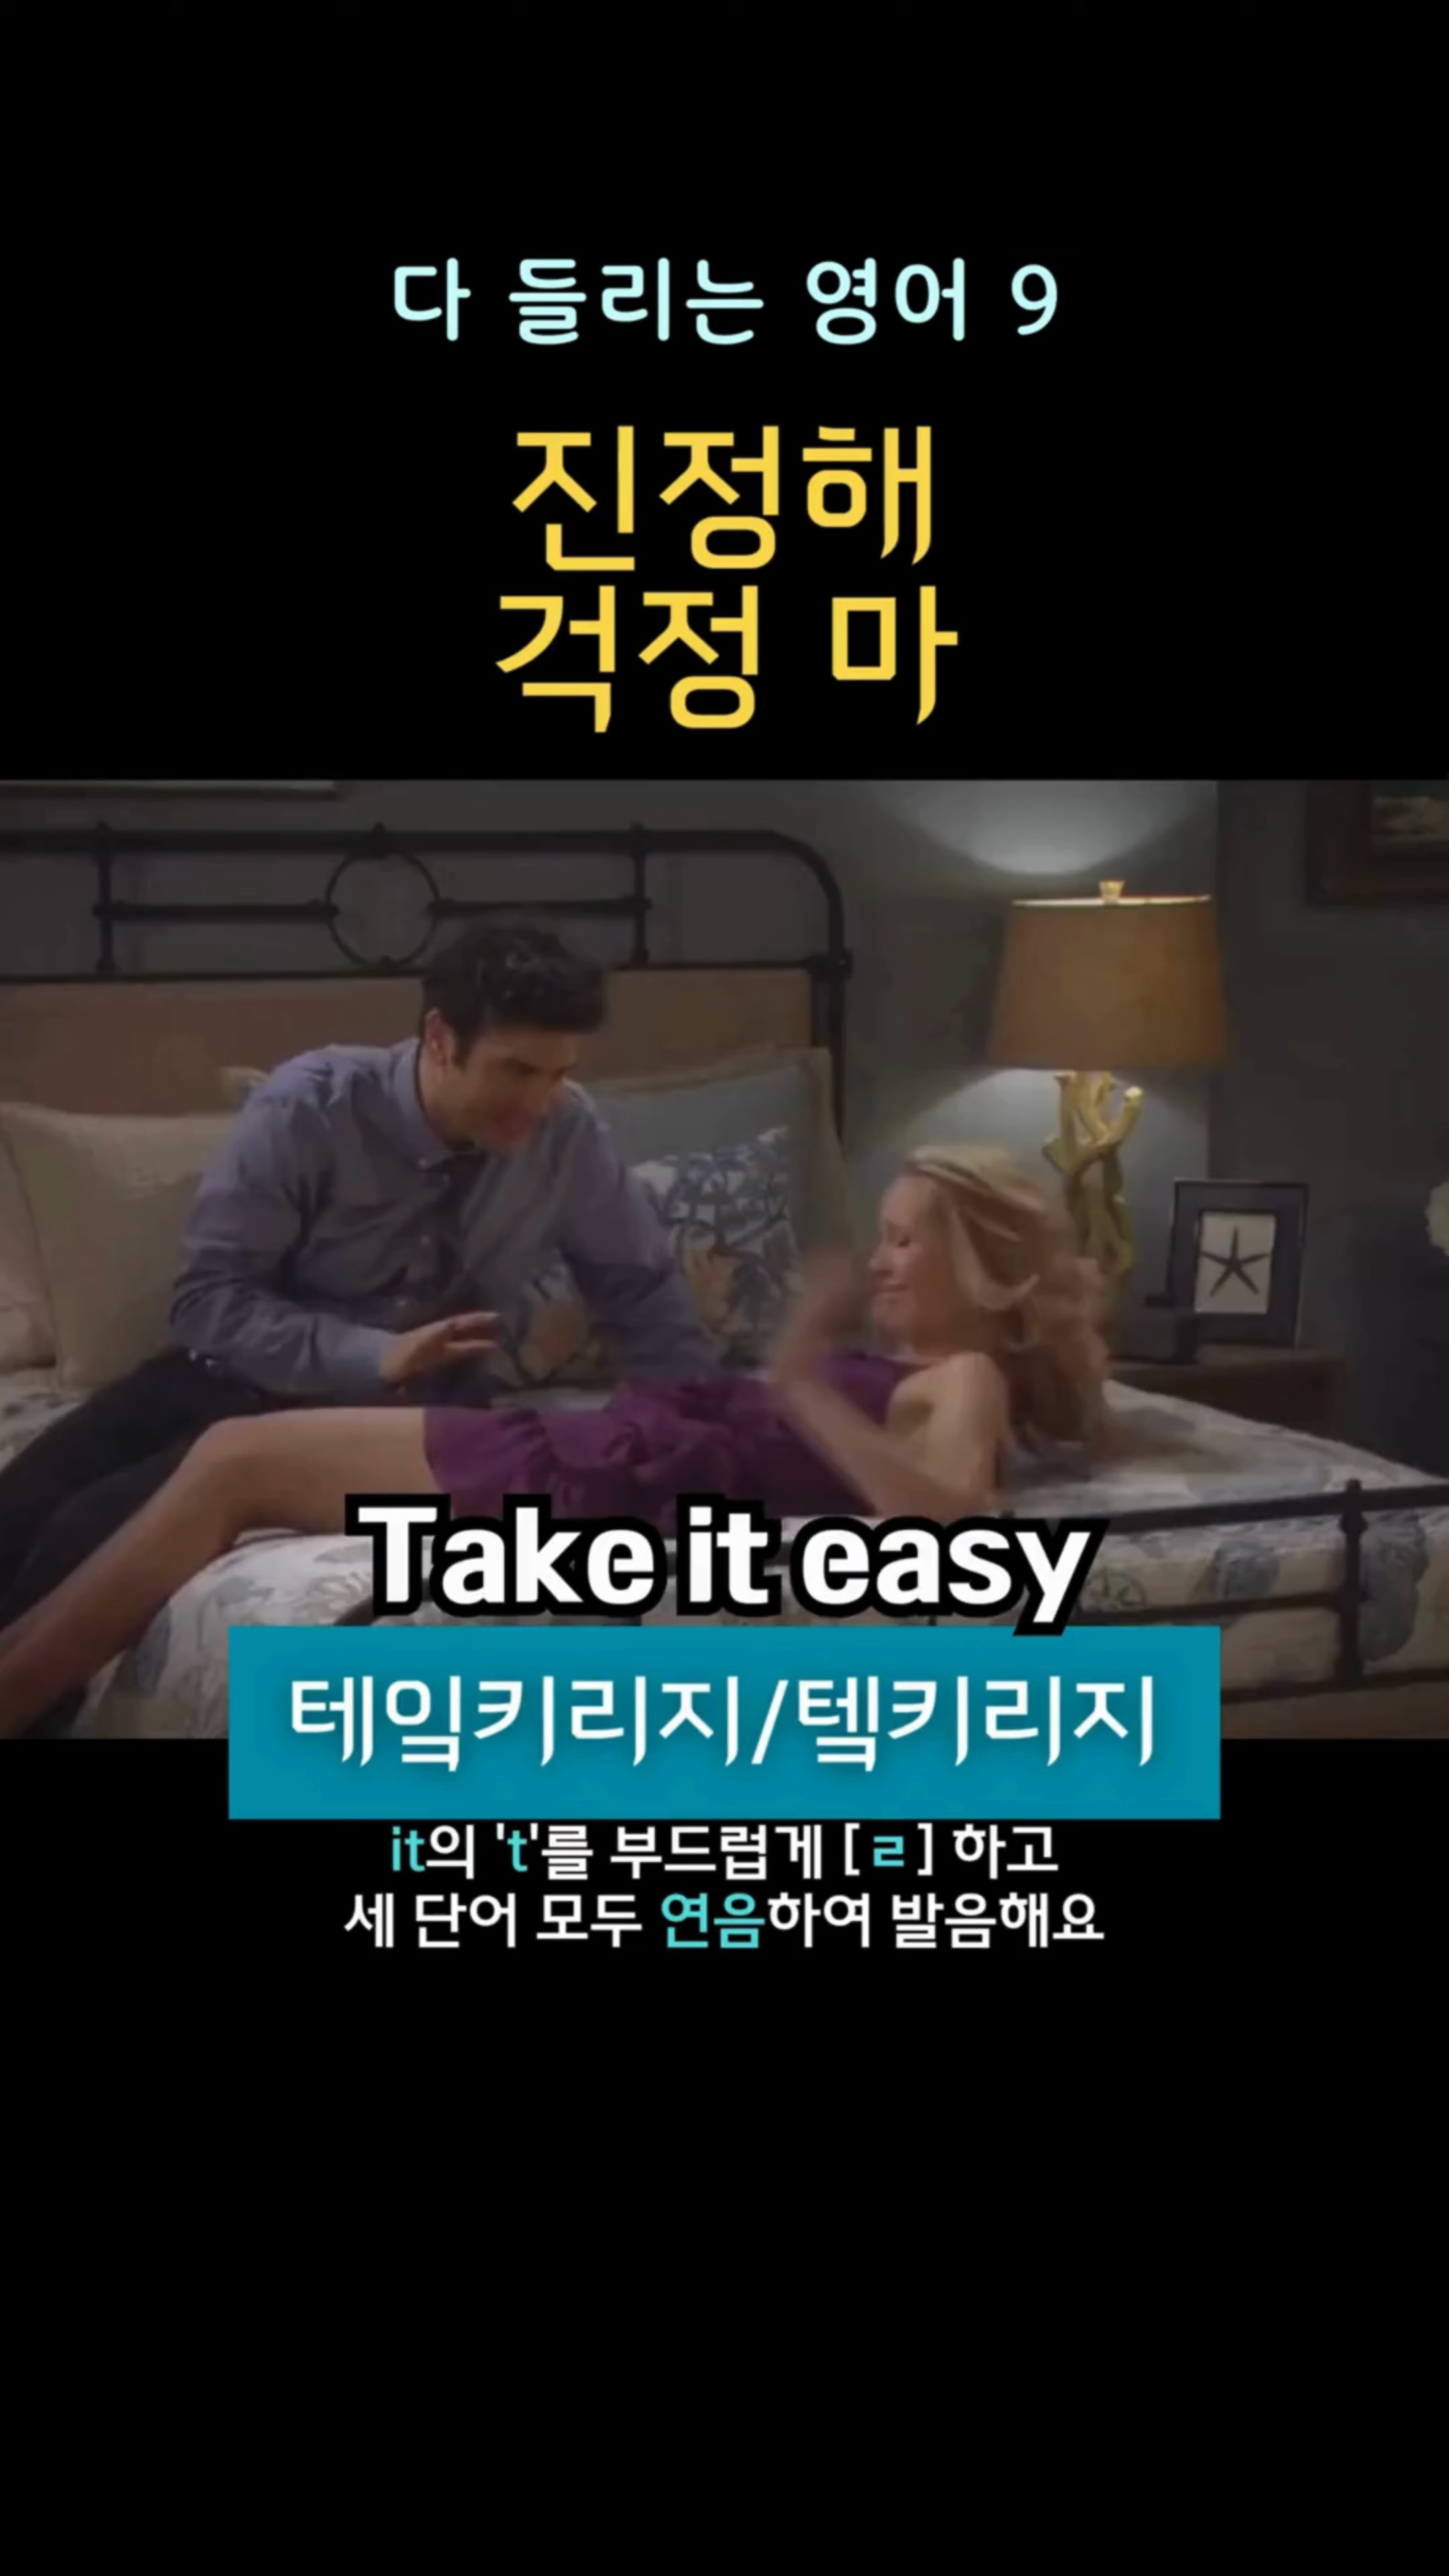 다 들리는 영어 9
진정해
걱정 마
Take it easy
테잌키리지/텤키리지
it의 't'를 부드럽게 [ㄹ] 하고
세 단어 모두 연음하여 발음해요